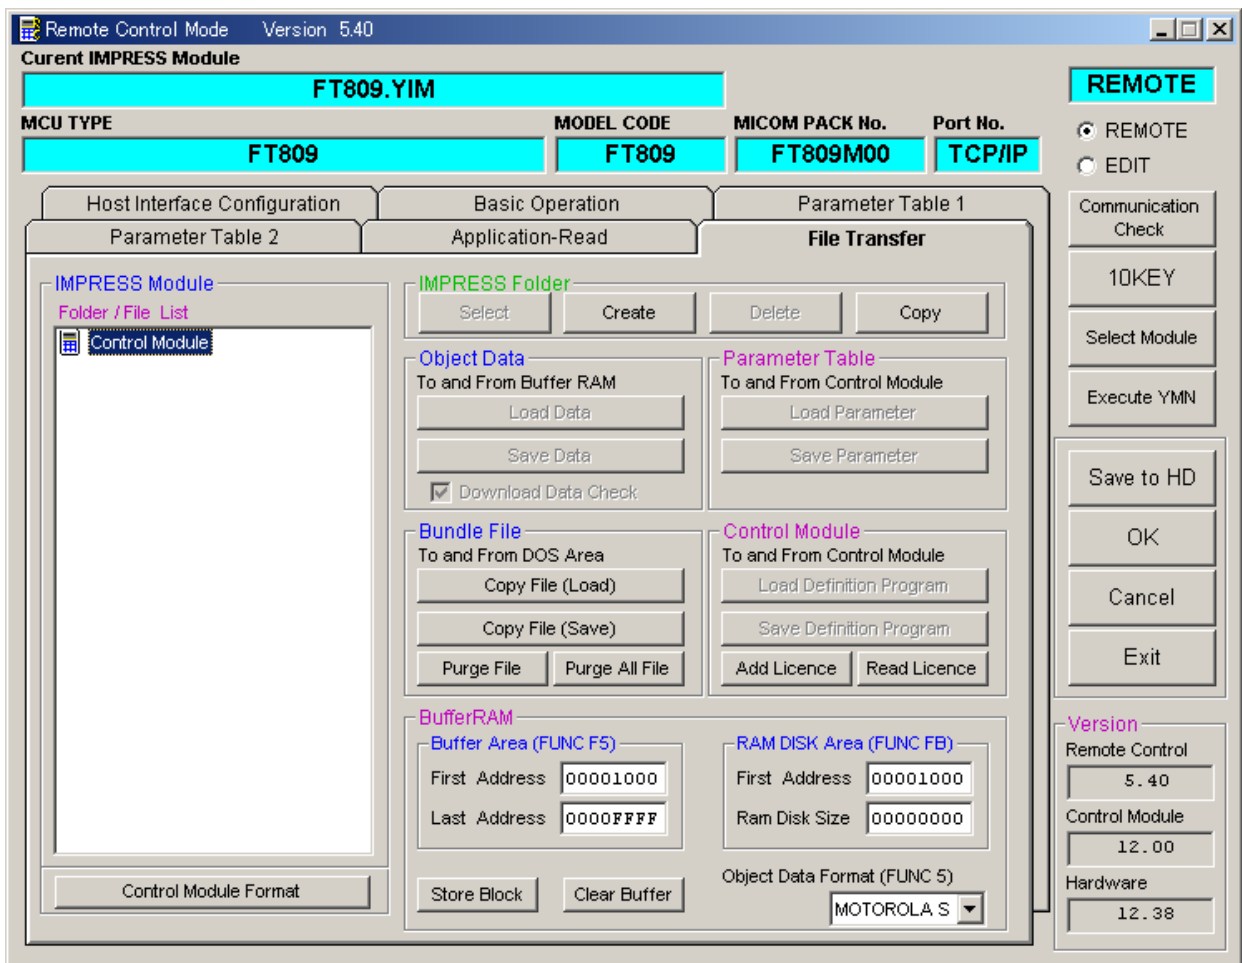 Remote Control Mode Version 5.40
Curent IMPRESS Module
FT809.YIM
REMOTE
MCU TYPE MODEL CODE MICOM PACK No. Port No.
FT809 FT809 FT809M00 TCP/IP
REMOTE
EDIT
Host Interface Configuration Basic Operation Parameter Table 1
Parameter Table 2 Application-Read File Transfer
Communication
Check
10KEY
Select Module
Execute YMN
IMPRESS Module
Folder / File List
Control Module
Control Module Format
IMPRESS Folder
Select Create Delete Copy
Object Data
To and From Buffer RAM
Load Data
Save Data
Download Data Check
Parameter Table
To and From Control Module
Load Parameter
Save Parameter
Bundle File
To and From DOS Area
Copy File (Load)
Copy File (Save)
Purge File Purge All File
Control Module
To and From Control Module
Load Definition Program
Save Definition Program
Add Licence Read Licence
BufferRAM
Buffer Area (FUNC F5)
First Address 00001000
Last Address 0000FFFF
RAM DISK Area (FUNC FB)
First Address 00001000
Ram Disk Size 00000000
Store Block Clear Buffer
Object Data Format (FUNC 5)
MOTOROLA S
Save to HD
OK
Cancel
Exit
Version
Remote Control
5.40
Control Module
12.00
Hardware
12.38